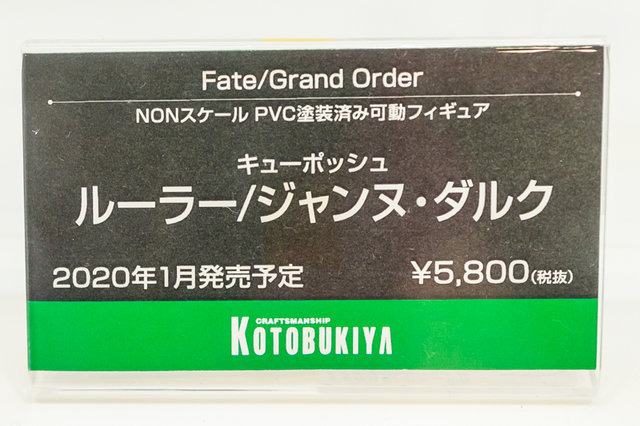 Fate/Grand Order
NONスケール PVC塗装済み可動フィギュア
キューポッシュ
ルーラー/ジャンヌ・ダルク
2020年1月発売予定 ¥5,800(税抜)
CRAFTSMANSHIP
KOTOBUKIYA